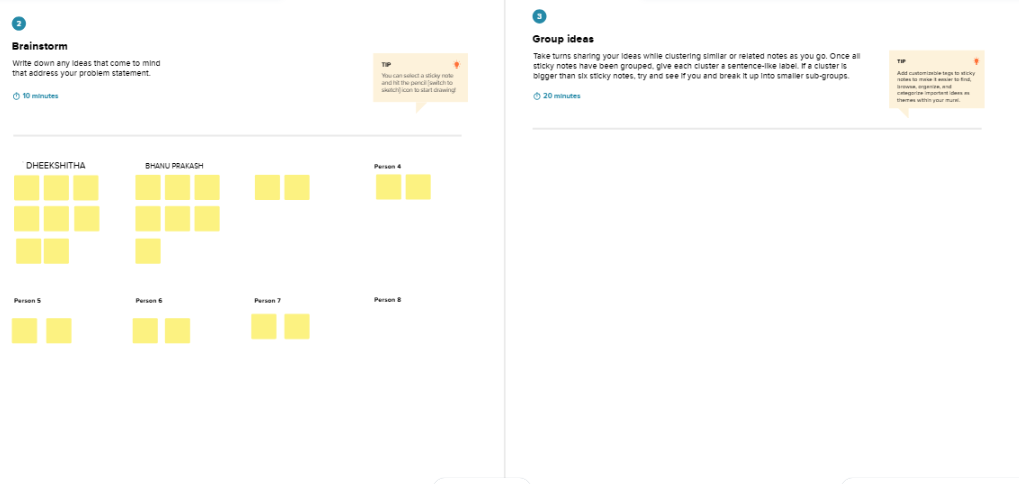 2
Brainstorm
Write down any ideas that come to mind
that address your problem statement.
10 minutes
TIP
You can select a sticky note
and hit the pencil [switch to
sketch] icon to start drawing!
DHEEKSHITHA
BHANU PRAKASH
Person 4
Person 5
Person 6
Person 7
Person 8
3
Group ideas
Take turns sharing your ideas while clustering similar or related notes as you go. Once all
sticky notes have been grouped, give each cluster a sentence-like label. If a cluster is
bigger than six sticky notes, try and see if you and break it up into smaller sub-groups.
20 minutes
TIP
Add customizable tags to sticky
notes to make it easier to find,
browse, organize, and
categorize important ideas as
themes within your mural.